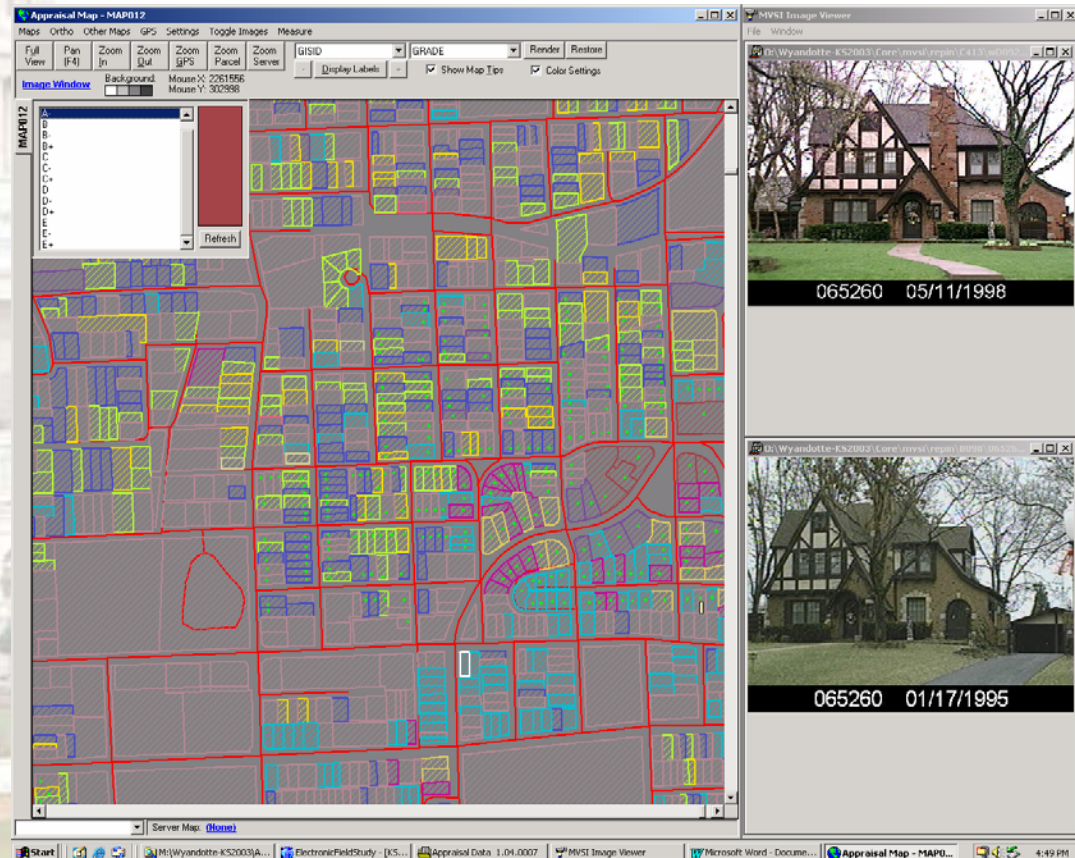 Appraisal Map - MAP012
Maps Ortho Other Maps GPS Settings Toggle Images Measure
Full View Pan (F4) Zoom In Zoom Out Zoom GPS Zoom Parcel Zoom Server
GISID GRADE Render Restore
- Display Labels + Show Map Tips Color Settings
Image Window Background: Mouse X: 2261556
Mouse Y: 302998
MAP012
A
B
B-
B+
C
C-
C+
D
D-
D+
E
E-
E+
Refresh
Server Map: (None)
MVSI Image Viewer
File Window
065260 05/11/1998
065260 01/17/1995
Start M:\Wyandotte-KS2003\A... ElectronicFieldStudy - [KS... Appraisal Data 1.04.0007 MVSI Image Viewer Microsoft Word - Docume... Appraisal Map - MAP0... 4:49 PM